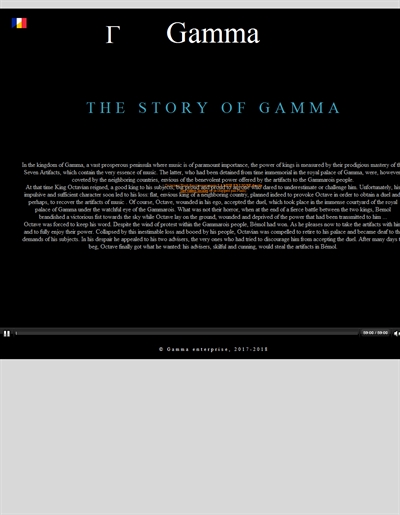 Γ Gamma
THE STORY OF GAMMA
In the kingdom of Gamma, a vast prosperous peninsula where music is of paramount importance, the power of kings is measured by their prodigious mastery of th
Seven Artifacts, which contain the very essence of music. The latter, who had been detained from time immemorial in the royal palace of Gamma, were, however
coveted by the neighboring countries, envious of the benevolent power offered by the artifacts to the Gammarois people.
At that time King Octavian reigned, a good king to his subjects, but proud and proud to anyone who dared to underestimate or challenge him. Unfortunately, his
impulsive and sufficient character soon led to his loss: flat, envious king of a neighboring country, planned indeed to provoke Octave in order to obtain a duel and
perhaps, to recover the artifacts of music . Of course, Octave, wounded in his ego, accepted the duel, which took place in the immense courtyard of the royal
palace of Gamma under the watchful eye of the Gammarois. What was not their horror, when at the end of a fierce battle between the two kings, Bémol
brandished a victorious fist towards the sky while Octave lay on the ground, wounded and deprived of the power that had been transmitted to him ...
Octave was forced to keep his word. Despite the wind of protest within the Gammarois people, Bémol had won. As he pleases now to take the artifacts with him
and to fully enjoy their power. Collapsed by this inestimable loss and booed by his people, Octavian was compelled to retire to his palace and became deaf to the
demands of his subjects. In his despair he appealed to his two advisers, the very ones who had tried to discourage him from accepting the duel. After many days t
beg, Octave finally got what he wanted: his advisers, skilful and cunning, would steal the artifacts in Bémol.
00:00 / 00:00
© Gamma enterprise, 2017-2018